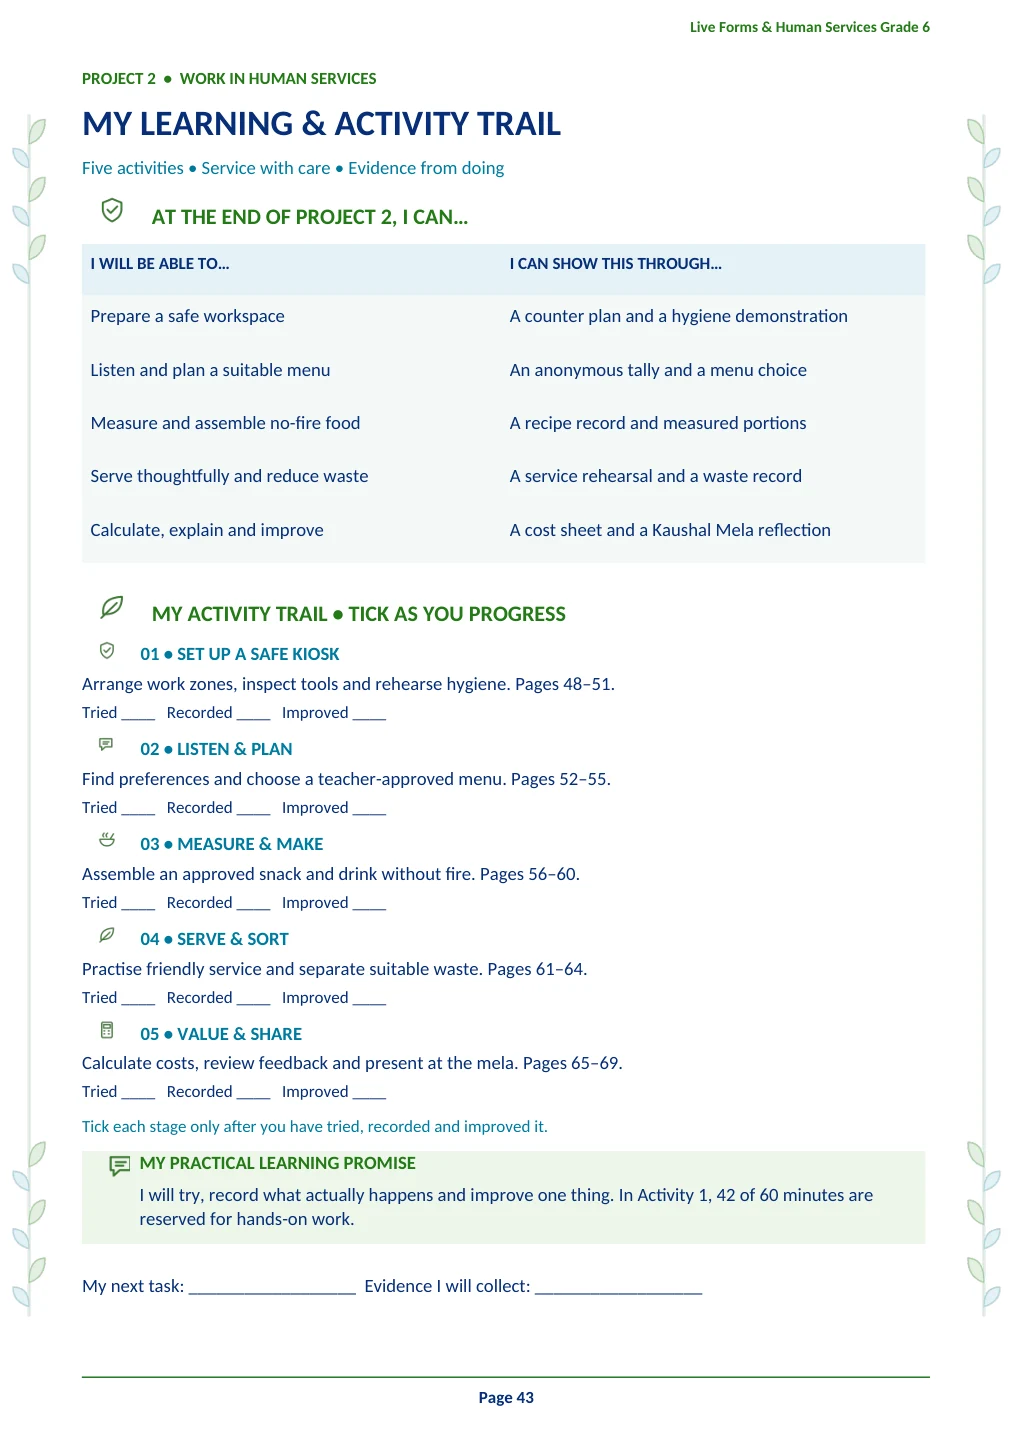 Live Forms & Human Services Grade 6
PROJECT 2 ● WORK IN HUMAN SERVICES
MY LEARNING & ACTIVITY TRAIL
Five activities • Service with care • Evidence from doing
AT THE END OF PROJECT 2, I CAN…
I WILL BE ABLE TO… I CAN SHOW THIS THROUGH…
Prepare a safe workspace A counter plan and a hygiene demonstration
Listen and plan a suitable menu An anonymous tally and a menu choice
Measure and assemble no-fire food A recipe record and measured portions
Serve thoughtfully and reduce waste A service rehearsal and a waste record
Calculate, explain and improve A cost sheet and a Kaushal Mela reflection
MY ACTIVITY TRAIL ● TICK AS YOU PROGRESS
01 ● SET UP A SAFE KIOSK
Arrange work zones, inspect tools and rehearse hygiene. Pages 48–51.
Tried ____ Recorded ____ Improved ____
02 ● LISTEN & PLAN
Find preferences and choose a teacher-approved menu. Pages 52–55.
Tried ____ Recorded ____ Improved ____
03 ● MEASURE & MAKE
Assemble an approved snack and drink without fire. Pages 56–60.
Tried ____ Recorded ____ Improved ____
04 ● SERVE & SORT
Practise friendly service and separate suitable waste. Pages 61–64.
Tried ____ Recorded ____ Improved ____
05 ● VALUE & SHARE
Calculate costs, review feedback and present at the mela. Pages 65–69.
Tried ____ Recorded ____ Improved ____
Tick each stage only after you have tried, recorded and improved it.
MY PRACTICAL LEARNING PROMISE
I will try, record what actually happens and improve one thing. In Activity 1, 42 of 60 minutes are
reserved for hands-on work.
My next task: __________________ Evidence I will collect: __________________
Page 43